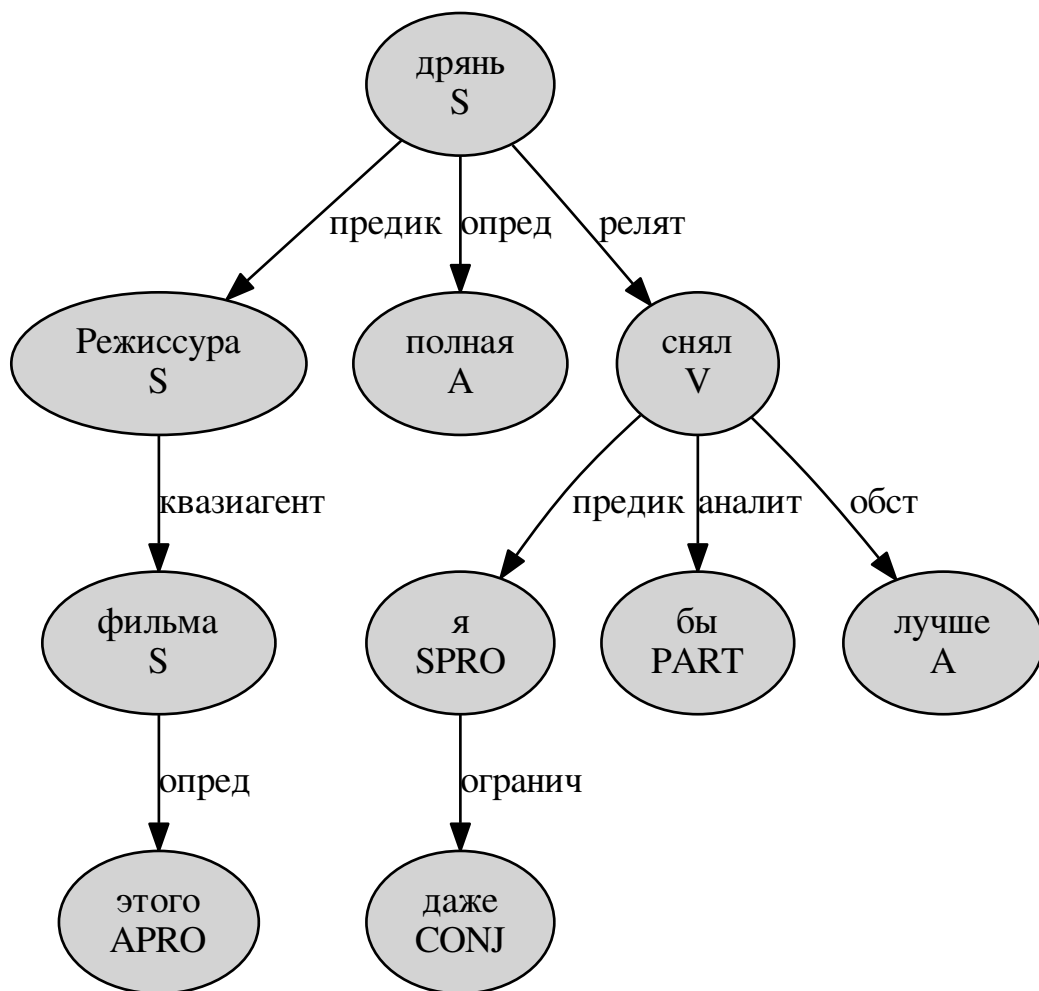 дрянь
S
предик
опред
релят
Режиссура
S
полная
A
снял
V
квазиагент
предик
аналит
обст
фильма
S
я
SPRO
бы
PART
лучше
A
опред
огранич
этого
APRO
даже
CONJ